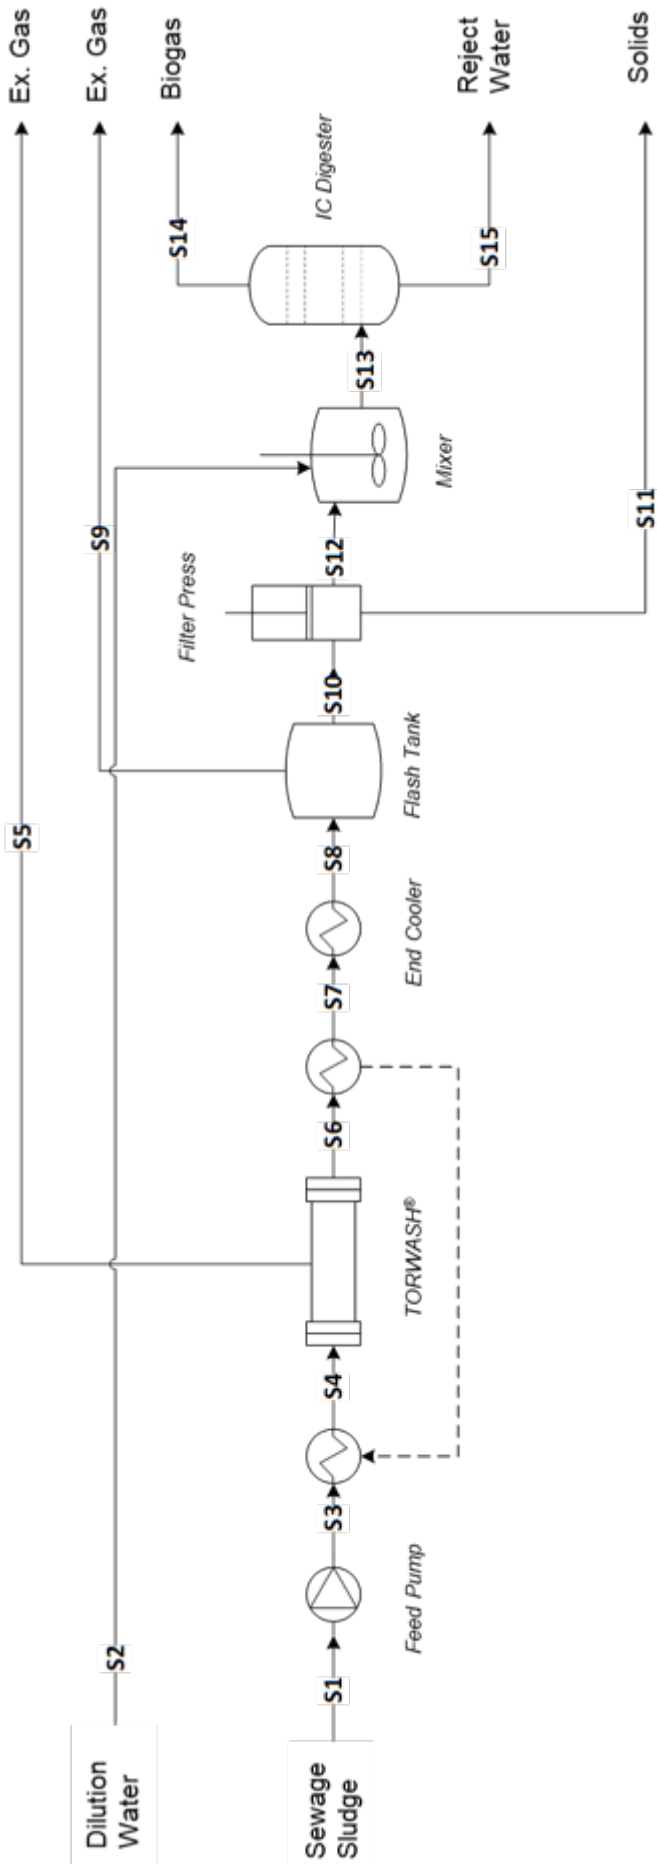 Ex. Gas
Ex. Gas
Biogas
Reject
Water
Solids
IC Digester
S14
S15
S13
Mixer
S9
S12
S11
Filter Press
S10
Flash Tank
S5
S8
End Cooler
S7
S6
TORWASH®
S4
S3
Feed Pump
S2
S1
Dilution
Water
Sewage
Sludge